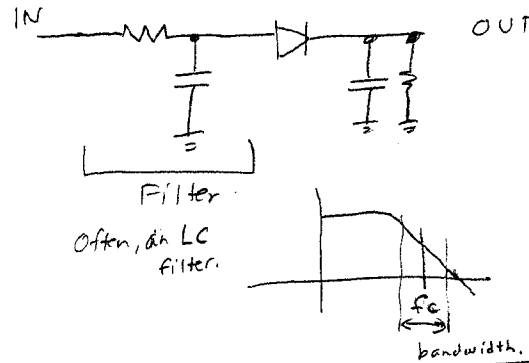 IN
OUT
Filter
Often, an LC
filter.
fc
bandwidth.